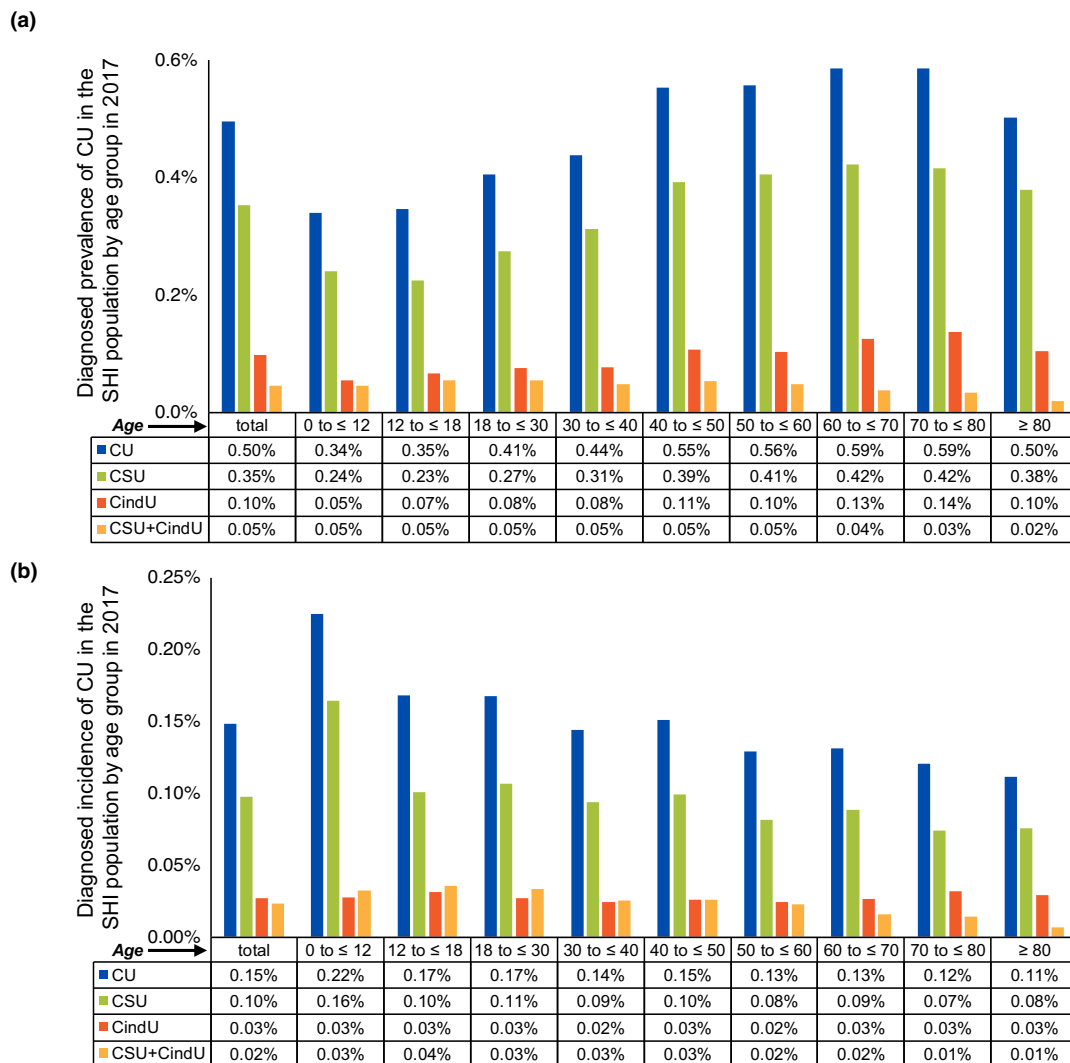 (a)
Diagnosed prevalence of CU in the
SHI population by age group in 2017
0.6%
0.4%
0.2%
0.0%
Age total 0 to ≤ 12 12 to ≤ 18 18 to ≤ 30 30 to ≤ 40 40 to ≤ 50 50 to ≤ 60 60 to ≤ 70 70 to ≤ 80 ≥ 80
CU 0.50% 0.34% 0.35% 0.41% 0.44% 0.55% 0.56% 0.59% 0.59% 0.50%
CSU 0.35% 0.24% 0.23% 0.27% 0.31% 0.39% 0.41% 0.42% 0.42% 0.38%
CindU 0.10% 0.05% 0.07% 0.08% 0.08% 0.11% 0.10% 0.13% 0.14% 0.10%
CSU+CindU 0.05% 0.05% 0.05% 0.05% 0.05% 0.05% 0.05% 0.04% 0.03% 0.02%
(b)
Diagnosed incidence of CU in the
SHI population by age group in 2017
0.25%
0.20%
0.15%
0.10%
0.05%
0.00%
Age total 0 to ≤ 12 12 to ≤ 18 18 to ≤ 30 30 to ≤ 40 40 to ≤ 50 50 to ≤ 60 60 to ≤ 70 70 to ≤ 80 ≥ 80
CU 0.15% 0.22% 0.17% 0.17% 0.14% 0.15% 0.13% 0.13% 0.12% 0.11%
CSU 0.10% 0.16% 0.10% 0.11% 0.09% 0.10% 0.08% 0.09% 0.07% 0.08%
CindU 0.03% 0.03% 0.03% 0.03% 0.02% 0.03% 0.02% 0.03% 0.03% 0.03%
CSU+CindU 0.02% 0.03% 0.04% 0.03% 0.03% 0.03% 0.02% 0.02% 0.01% 0.01%